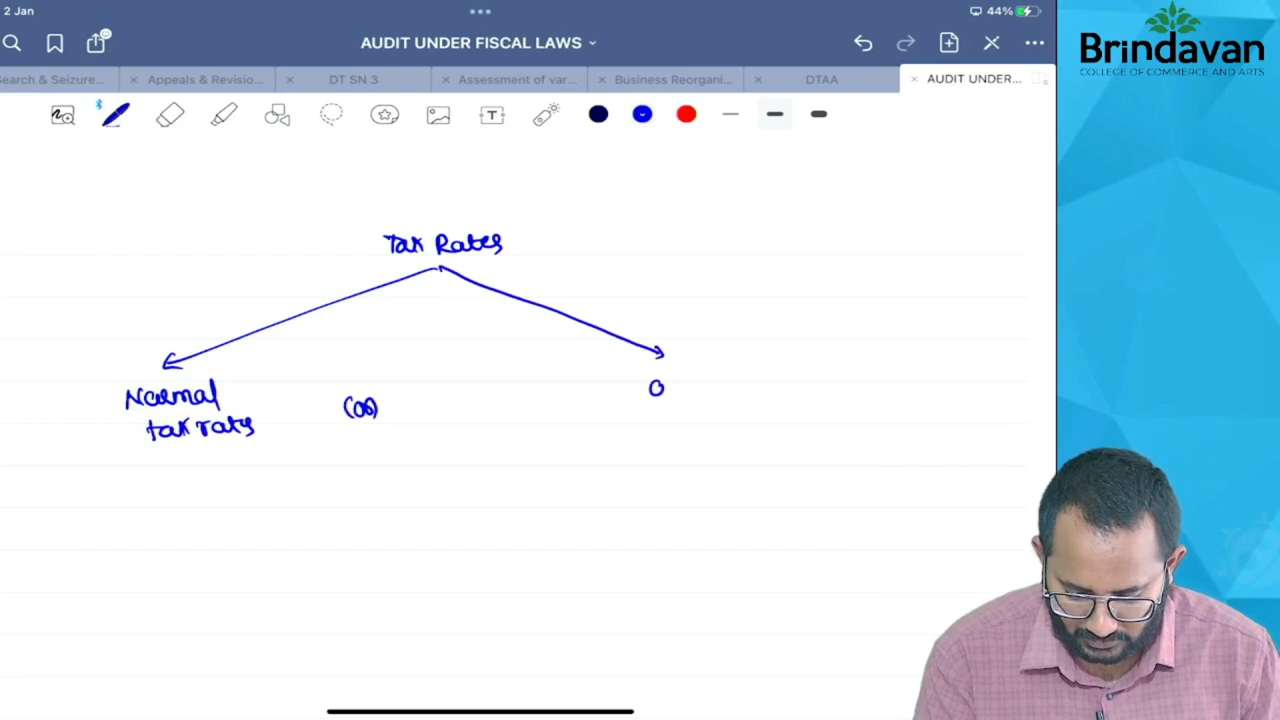 2 Jan
44%
AUDIT UNDER FISCAL LAWS
Brindavan
COLLEGE OF COMMERCE AND ARTS
earch & Seizure...
Appeals & Revisio...
DT SN 3
Assessment of var...
Business Reorgani...
DTAA
AUDIT UNDER...
T
Tax Rates
Normal
tax rates
(or)
O